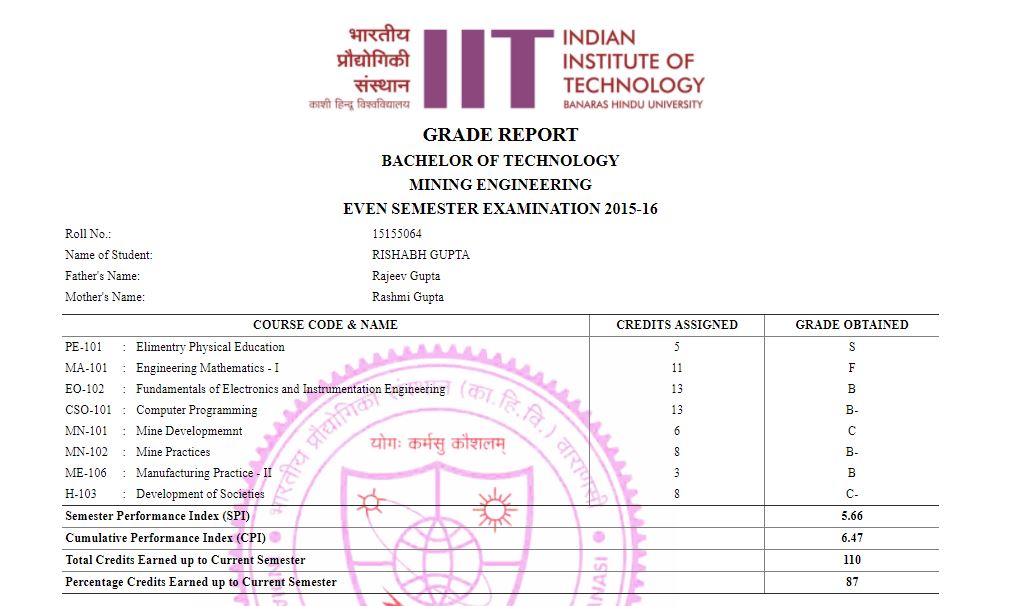 भारतीय
प्रौद्योगिकी
संस्थान
काशी हिन्दू विश्वविद्यालय
IIT
INDIAN
INSTITUTE OF
TECHNOLOGY
BANARAS HINDU UNIVERSITY
GRADE REPORT
BACHELOR OF TECHNOLOGY
MINING ENGINEERING
EVEN SEMESTER EXAMINATION 2015-16
Roll No.: 15155064
Name of Student: RISHABH GUPTA
Father's Name: Rajeev Gupta
Mother's Name: Rashmi Gupta
COURSE CODE & NAME CREDITS ASSIGNED GRADE OBTAINED
PE-101 : Elimentry Physical Education 5 S
MA-101 : Engineering Mathematics - I 11 F
EO-102 : Fundamentals of Electronics and Instrumentation Engineering 13 B
CSO-101 : Computer Programming 13 B-
MN-101 : Mine Developmemnt 6 C
MN-102 : Mine Practices 8 B-
ME-106 : Manufacturing Practice - II 3 B
H-103 : Development of Societies 8 C-
Semester Performance Index (SPI) 5.66
Cumulative Performance Index (CPI) 6.47
Total Credits Earned up to Current Semester 110
Percentage Credits Earned up to Current Semester 87
भारतीय प्रौद्योगिकी संस्थान (का.हि.वि.) वाराणसी
योगः कर्मसु कौशलम्